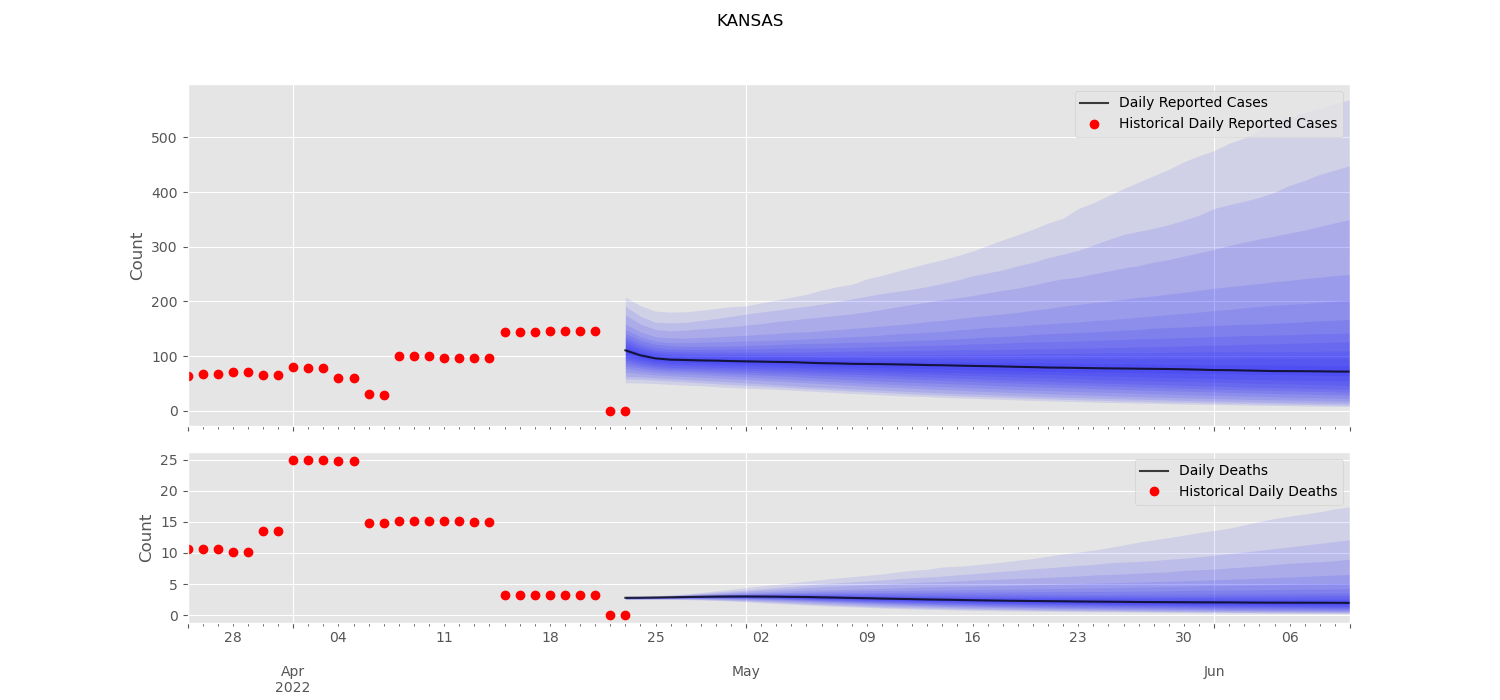 KANSAS
Daily Reported Cases
Historical Daily Reported Cases
500
400
300
200
100
0
Count
Daily Deaths
Historical Daily Deaths
25
20
15
10
5
0
Count
28 04 11 18 25 02 09 16 23 30 06
Apr May Jun
2022